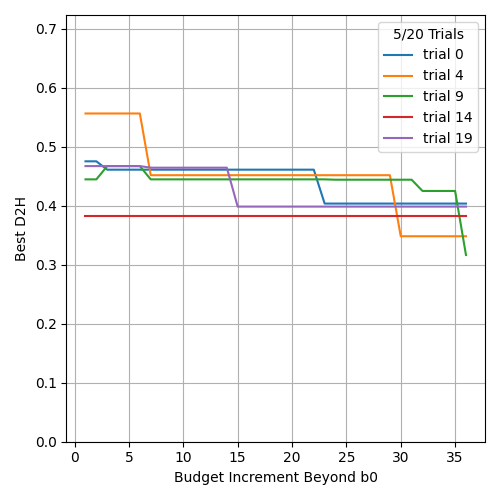 5/20 Trials
trial 0
trial 4
trial 9
trial 14
trial 19
Best D2H
0.7
0.6
0.5
0.4
0.3
0.2
0.1
0.0
0 5 10 15 20 25 30 35
Budget Increment Beyond b0